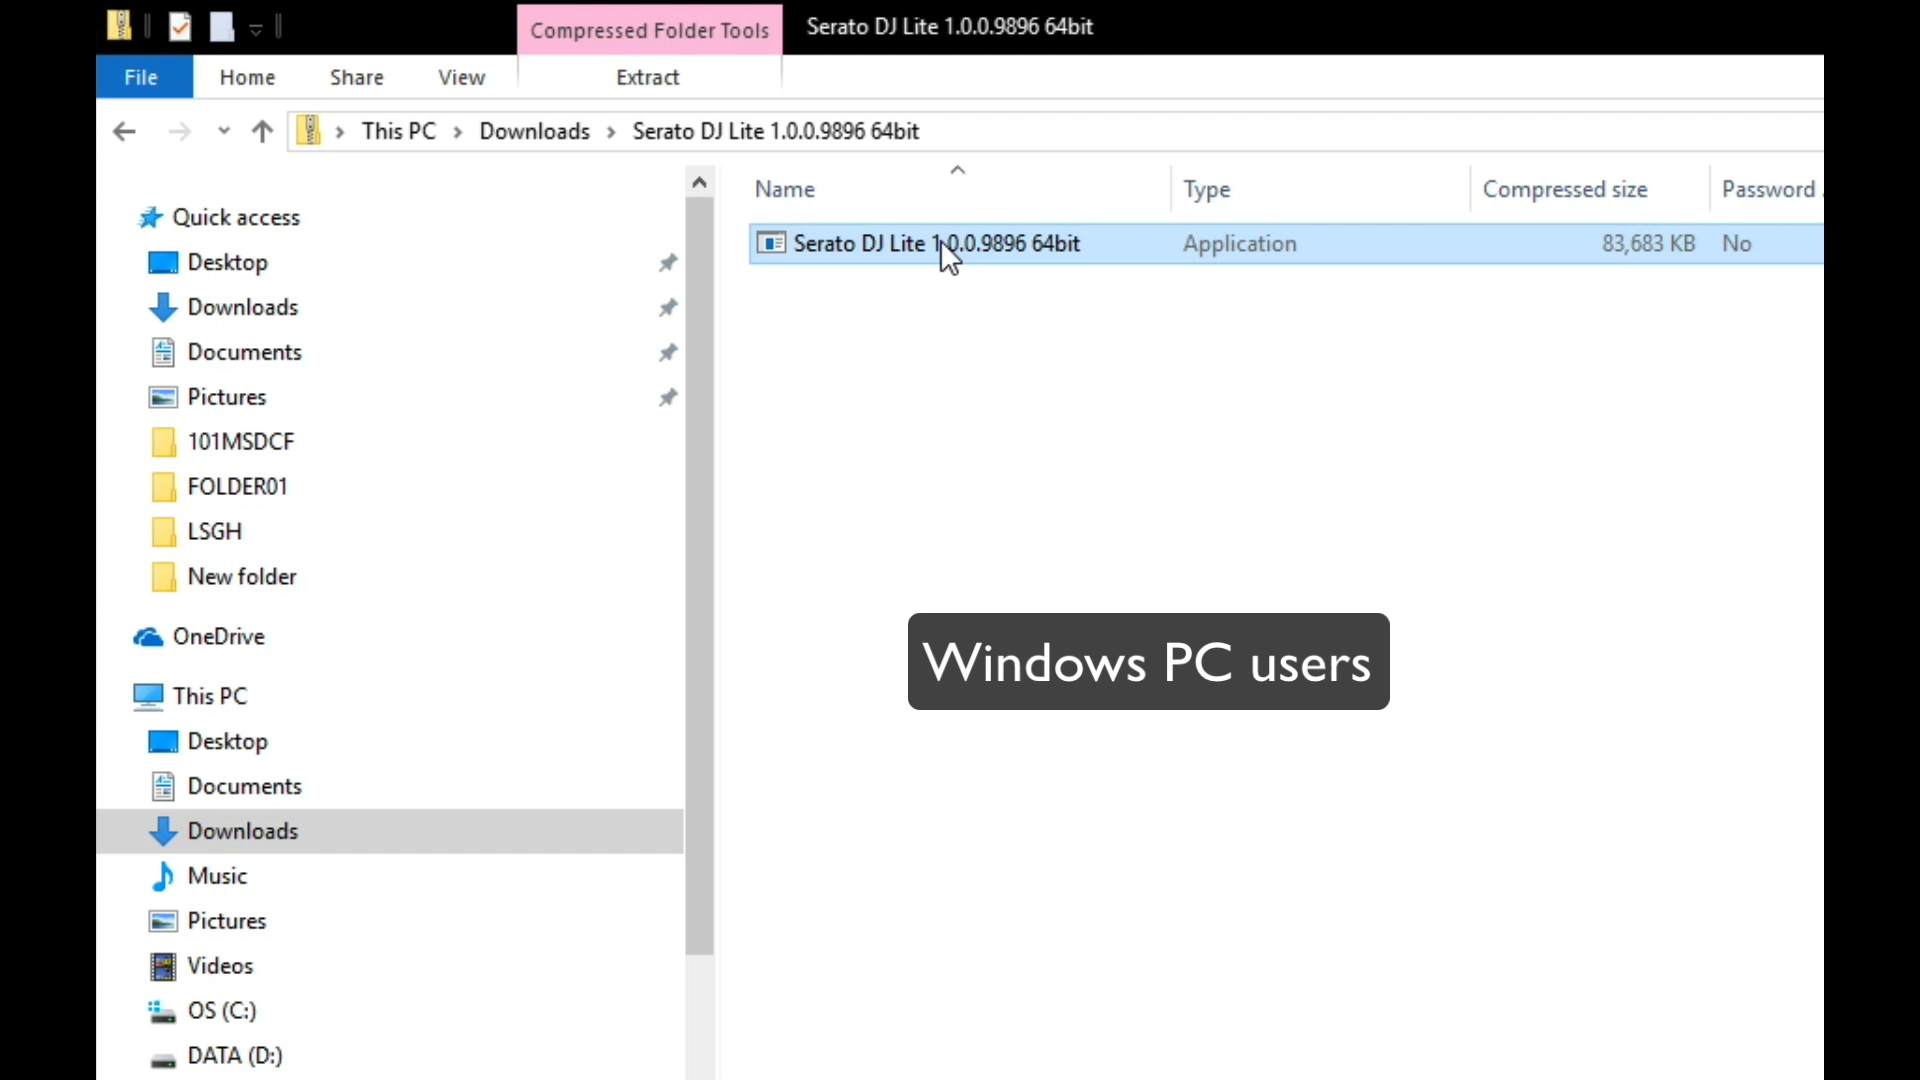 Compressed Folder Tools
Serato DJ Lite 1.0.0.9896 64bit
File Home Share View Extract
This PC Downloads Serato DJ Lite 1.0.0.9896 64bit
Name Type Compressed size Password
Serato DJ Lite 1.0.0.9896 64bit Application 83,683 KB No
Quick access
Desktop
Downloads
Documents
Pictures
101MSDCF
FOLDER01
LSGH
New folder
OneDrive
This PC
Desktop
Documents
Downloads
Music
Pictures
Videos
OS (C:)
DATA (D:)
Windows PC users